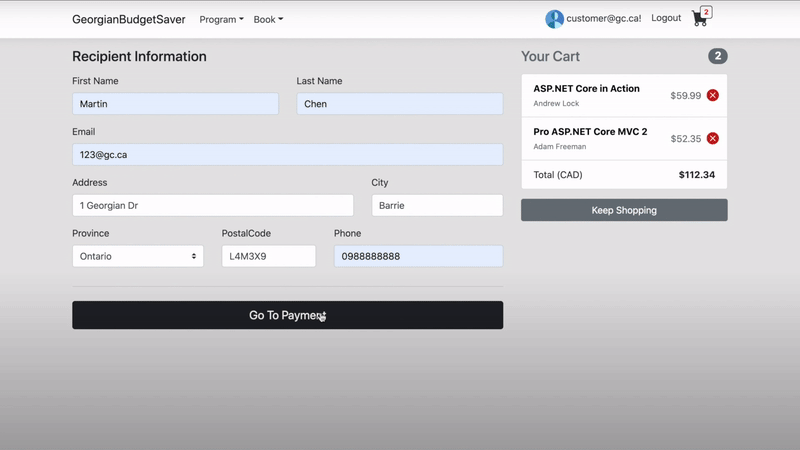 GeorgianBudgetSaver Program Book customer@gc.ca! Logout 2
Recipient Information
First Name Last Name
Martin Chen
Email
123@gc.ca
Address City
1 Georgian Dr Barrie
Province PostalCode Phone
Ontario L4M3X9 0988888888
Go To Payment
Your Cart 2
ASP.NET Core in Action
Andrew Lock
$59.99
Pro ASP.NET Core MVC 2
Adam Freeman
$52.35
Total (CAD) $112.34
Keep Shopping